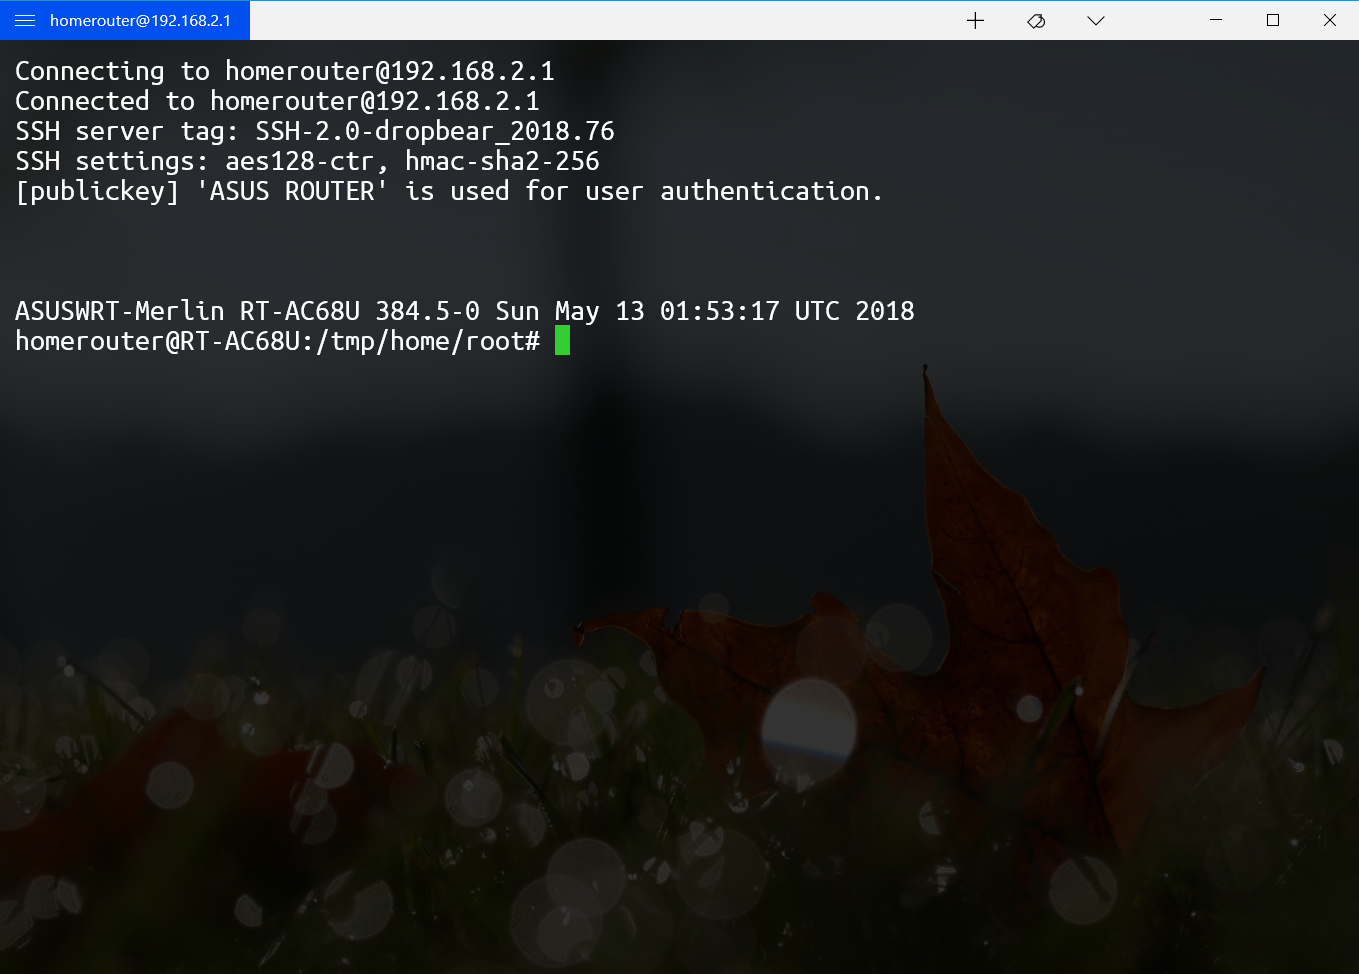 homerouter@192.168.2.1
Connecting to homerouter@192.168.2.1
Connected to homerouter@192.168.2.1
SSH server tag: SSH-2.0-dropbear_2018.76
SSH settings: aes128-ctr, hmac-sha2-256
[publickey] 'ASUS ROUTER' is used for user authentication.
ASUSWRT-Merlin RT-AC68U 384.5-0 Sun May 13 01:53:17 UTC 2018
homerouter@RT-AC68U:/tmp/home/root#